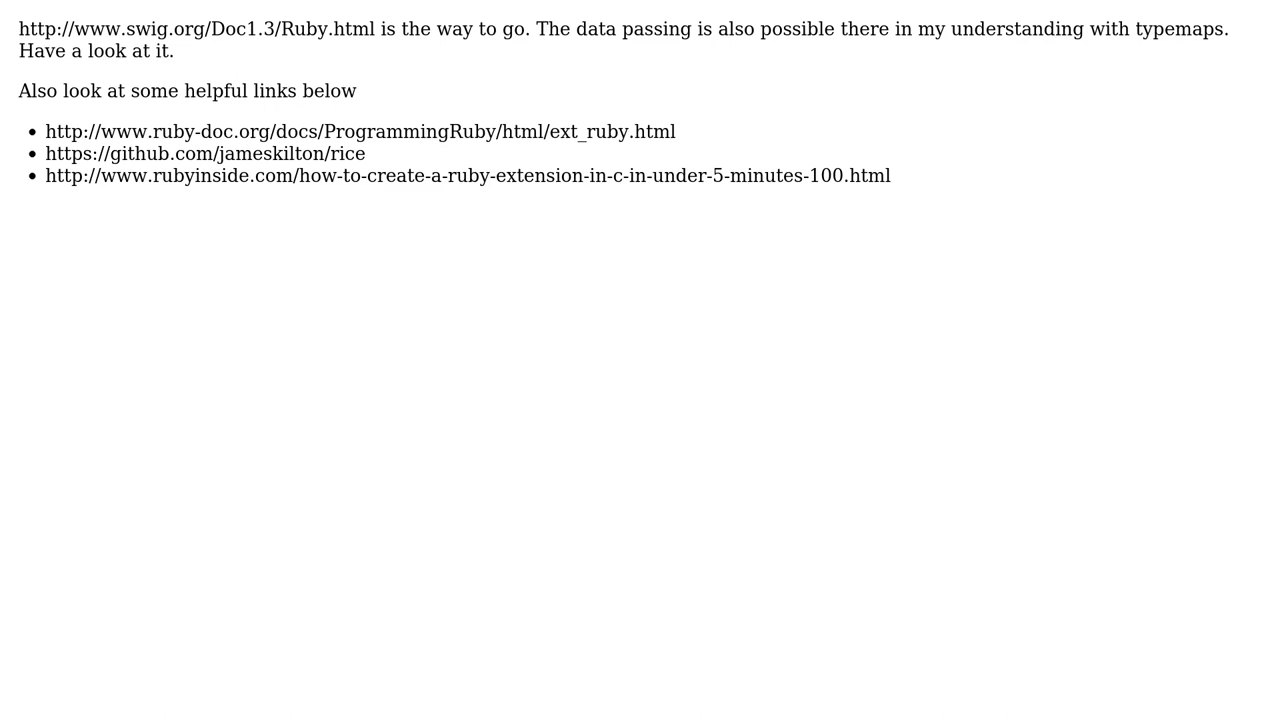 http://www.swig.org/Doc1.3/Ruby.html is the way to go. The data passing is also possible there in my understanding with typemaps.
Have a look at it.
Also look at some helpful links below
• http://www.ruby-doc.org/docs/ProgrammingRuby/html/ext_ruby.html
• https://github.com/jameskilton/rice
• http://www.rubyinside.com/how-to-create-a-ruby-extension-in-c-in-under-5-minutes-100.html